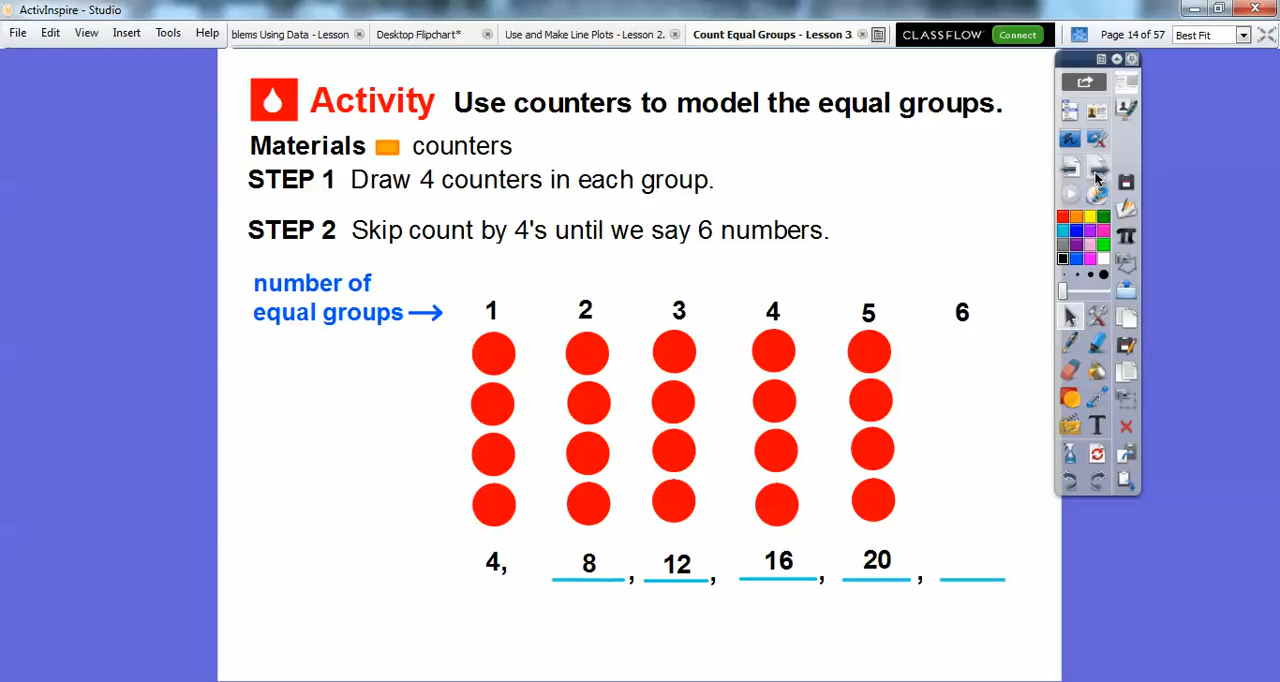 ActivInspire - Studio
File Edit View Insert Tools Help
blems Using Data - Lesson
Desktop Flipchart*
Use and Make Line Plots - Lesson 2.
Count Equal Groups - Lesson 3.
CLASSFLOW Connect
Page 14 of 57
Best Fit
Activity Use counters to model the equal groups.
Materials counters
STEP 1 Draw 4 counters in each group.
STEP 2 Skip count by 4's until we say 6 numbers.
number of
equal groups →
1 2 3 4 5 6
4, 8, 12, 16, 20, ____